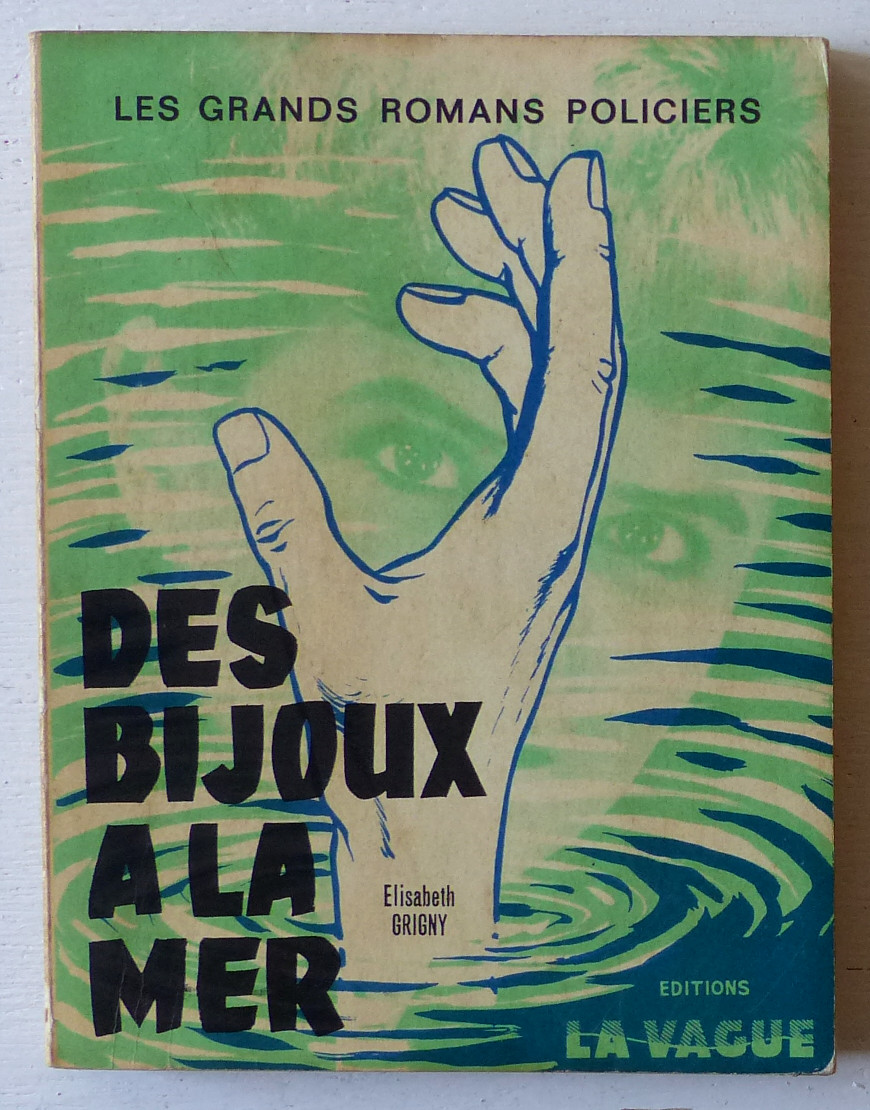 LES GRANDS ROMANS POLICIERS
DES
BIJOUX
A LA
MER
Elisabeth
GRIGNY
EDITIONS
LA VAGUE